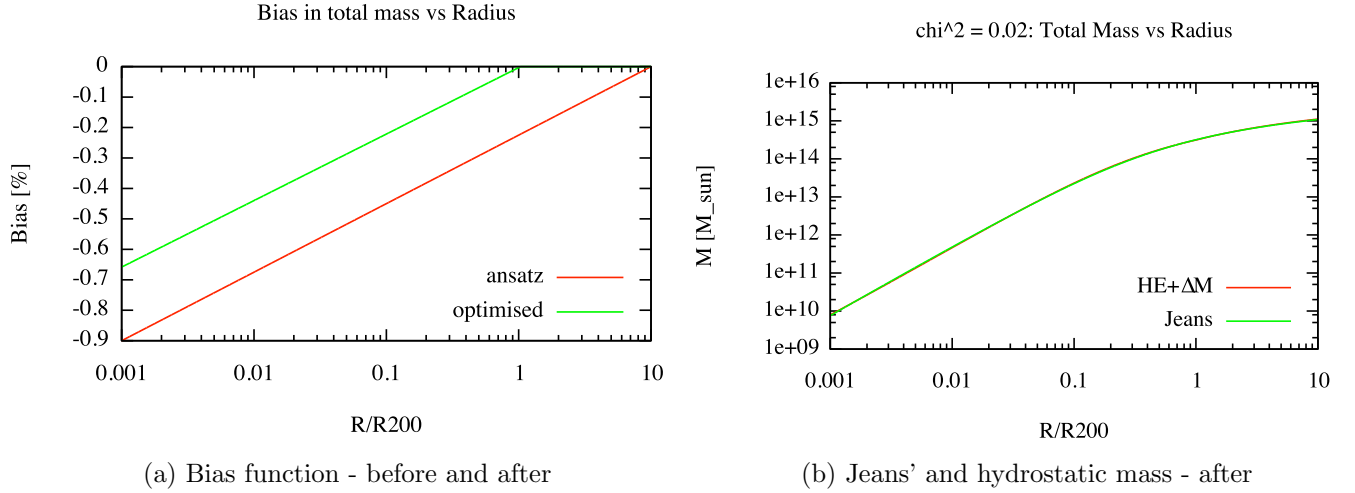 Bias in total mass vs Radius
0
-0.1
-0.2
-0.3
-0.4
-0.5
-0.6
-0.7
-0.8
-0.9
Bias [%]
ansatz
optimised
0.001 0.01 0.1 1 10
R/R200
(a) Bias function - before and after
chi^2 = 0.02: Total Mass vs Radius
1e+16
1e+15
1e+14
1e+13
1e+12
1e+11
1e+10
1e+09
M [M_sun]
HE+ΔM
Jeans
0.001 0.01 0.1 1 10
R/R200
(b) Jeans' and hydrostatic mass - after